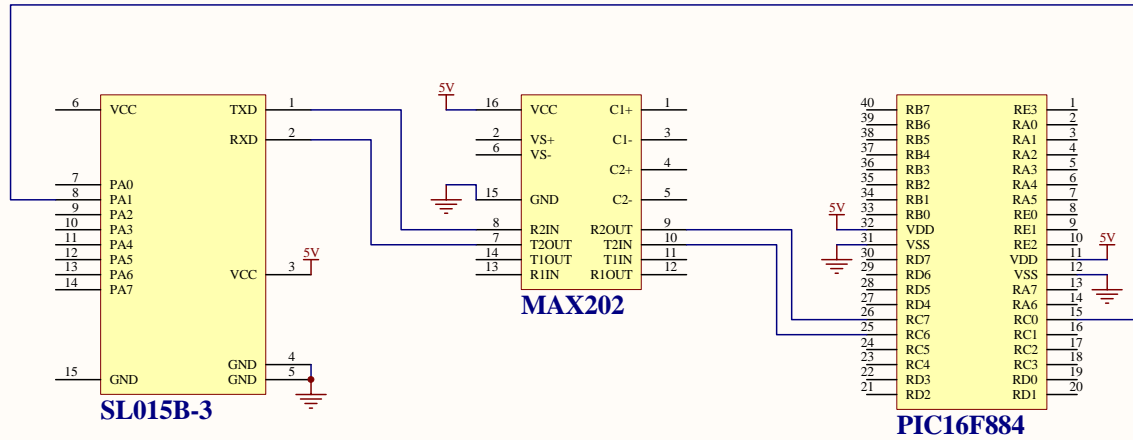 5V
6 VCC TXD 1
2 RXD
7 PA0
8 PA1
9 PA2
10 PA3
11 PA4
12 PA5
13 PA6
14 PA7
5V
VCC 3
GND 4
15 GND GND 5
SL015B-3
16 VCC C1+ 1
2 VS+ C1- 3
6 VS-
C2+ 4
15 GND C2- 5
8 R2IN R2OUT 9
7 T2OUT T2IN 10
14 T1OUT T1IN 11
13 R1IN R1OUT 12
MAX202
40 RB7 RE3 1
39 RB6 RA0 2
38 RB5 RA1 3
37 RB4 RA2 4
36 RB3 RA3 5
35 RB2 RA4 6
34 RB1 RA5 7
33 RB0 RE0 8
5V
32 VDD RE1 9
31 VSS RE2 10
5V
30 RD7 VDD 11
29 RD6 VSS 12
28 RD5 RA7 13
27 RD4 RA6 14
26 RC7 RC0 15
25 RC6 RC1 16
24 RC5 RC2 17
23 RC4 RC3 18
22 RD3 RD0 19
21 RD2 RD1 20
PIC16F884